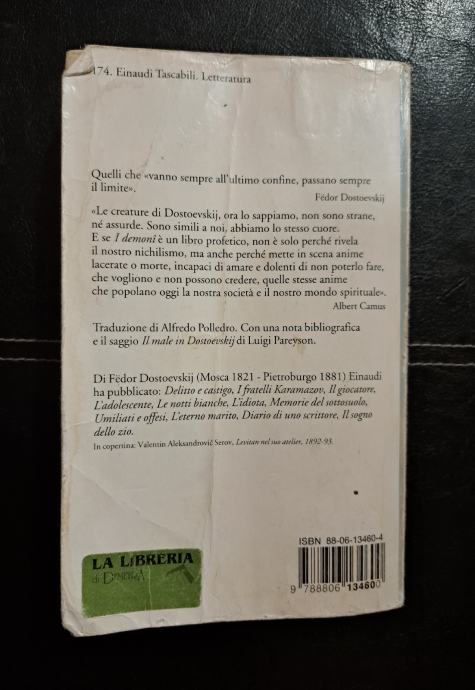 174. Einaudi Tascabili. Letteratura
Quelli che «vanno sempre all'ultimo confine, passano sempre
il limite».
Fëdor Dostoevskij
«Le creature di Dostoevskij, ora lo sappiamo, non sono strane,
né assurde. Sono simili a noi, abbiamo lo stesso cuore.
E se I demoni è un libro profetico, non è solo perché rivela
il nostro nichilismo, ma anche perché mette in scena anime
lacerate o morte, incapaci di amare e dolenti di non poterlo fare,
che vogliono e non possono credere, quelle stesse anime
che popolano oggi la nostra società e il nostro mondo spirituale».
Albert Camus
Traduzione di Alfredo Polledro. Con una nota bibliografica
e il saggio Il male in Dostoevskij di Luigi Pareyson.
Di Fëdor Dostoevskij (Mosca 1821 - Pietroburgo 1881) Einaudi
ha pubblicato: Delitto e castigo, I fratelli Karamazov, Il giocatore,
L'adolescente, Le notti bianche, L'idiota, Memorie del sottosuolo,
Umiliati e offesi, L'eterno marito, Diario di uno scrittore, Il sogno
dello zio.
In copertina: Valentin Aleksandrovič Serov, Levitan nel suo atelier, 1892-93.
ISBN 88-06-13460-4
9 788806 134600
LA LIBRERIA
di